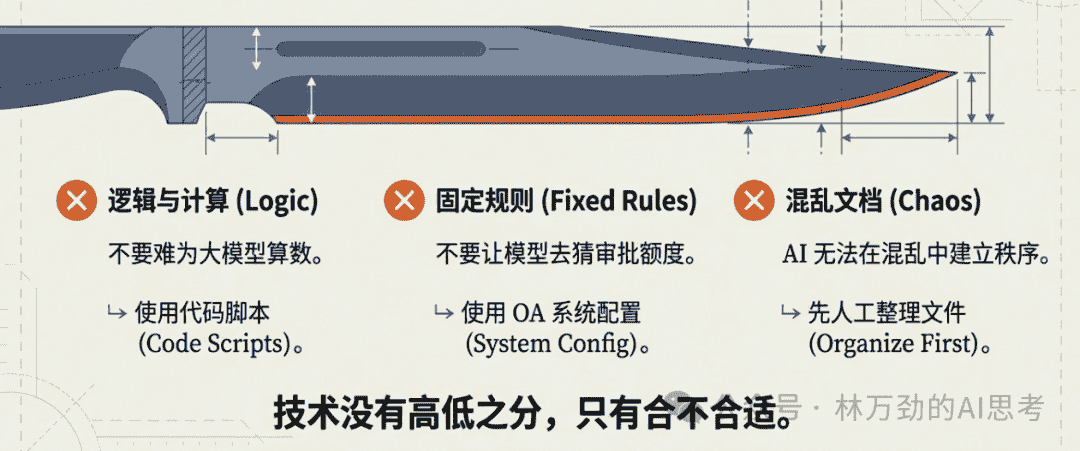 逻辑与计算 (Logic)
不要难为大模型算数。
↳ 使用代码脚本
(Code Scripts)。
固定规则 (Fixed Rules)
不要让模型去猜审批额度。
↳ 使用 OA 系统配置
(System Config)。
混乱文档 (Chaos)
AI 无法在混乱中建立秩序。
↳ 先人工整理文件
(Organize First)。
技术没有高低之分，只有合不合适。
号 · 林万劲的AI思考